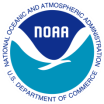 NATIONAL OCEANIC AND ATMOSPHERIC ADMINISTRATION
NOAA
U.S. DEPARTMENT OF COMMERCE